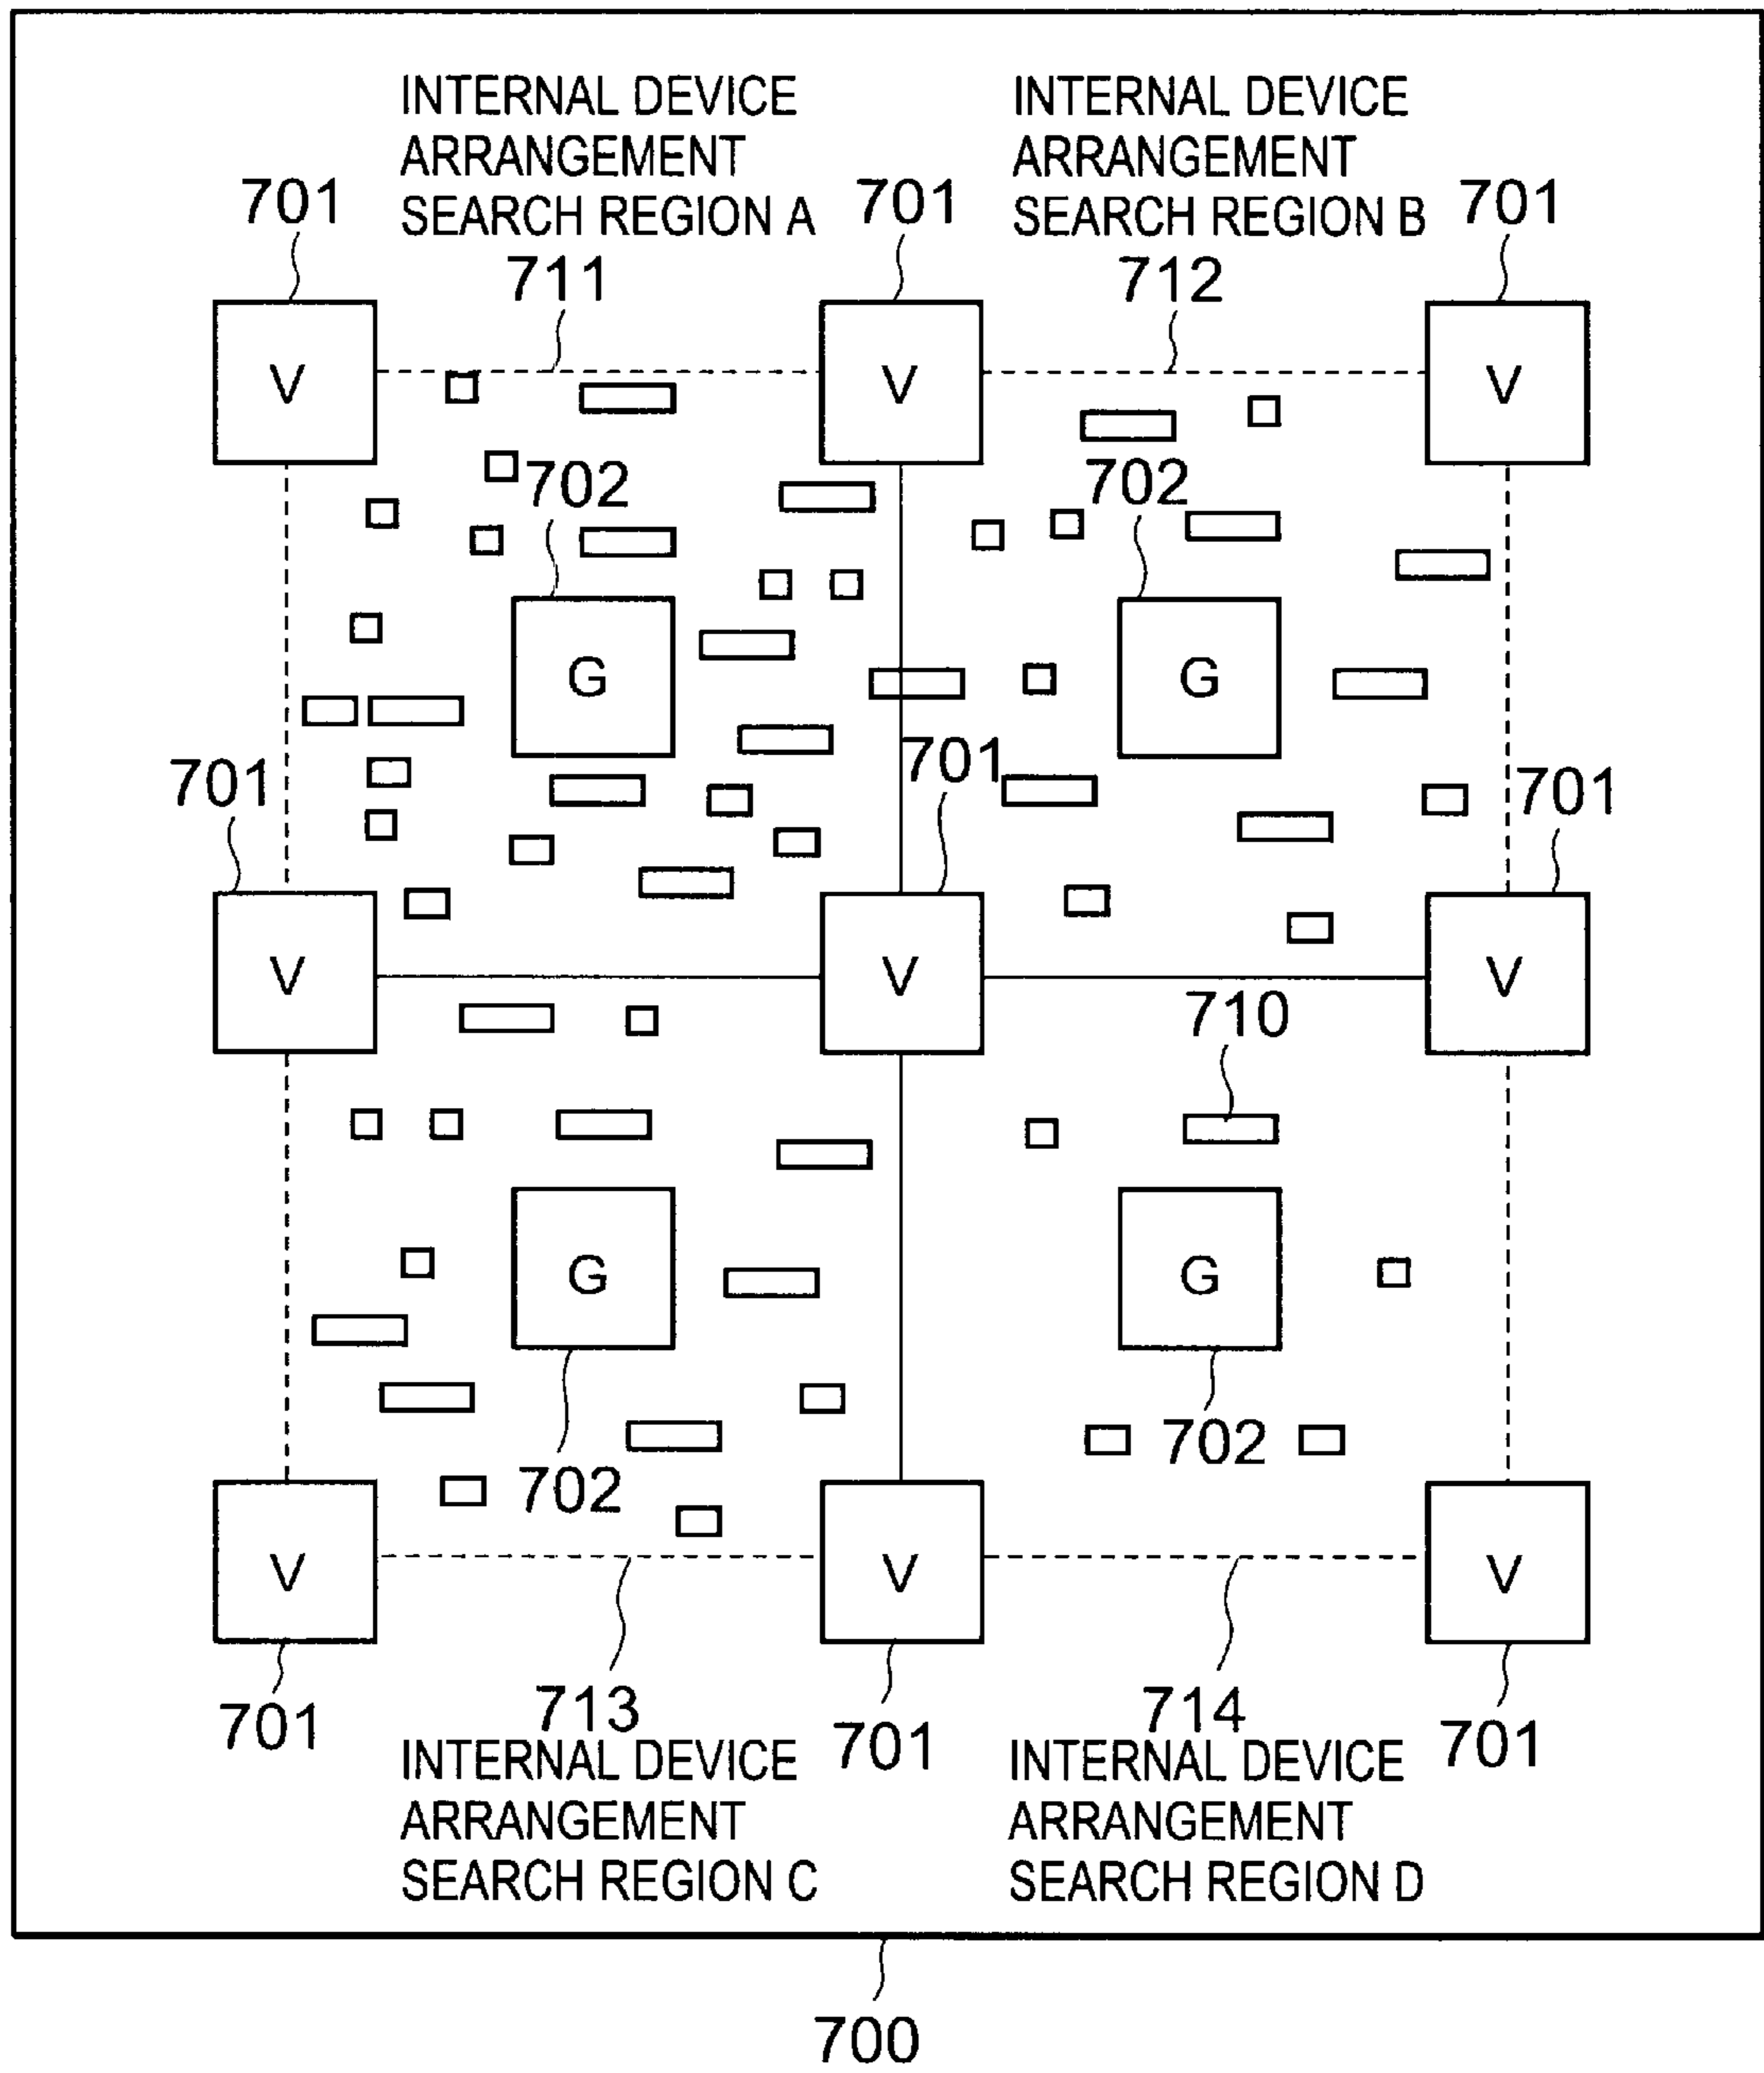 INTERNAL DEVICE
ARRANGEMENT
SEARCH REGION A
INTERNAL DEVICE
ARRANGEMENT
SEARCH REGION B
701
701
701
711
712
V
V
V
702
702
G
G
701
701
701
V
V
V
710
G
G
702
702
V
V
V
701
713
701
714
701
INTERNAL DEVICE
ARRANGEMENT
SEARCH REGION C
INTERNAL DEVICE
ARRANGEMENT
SEARCH REGION D
700